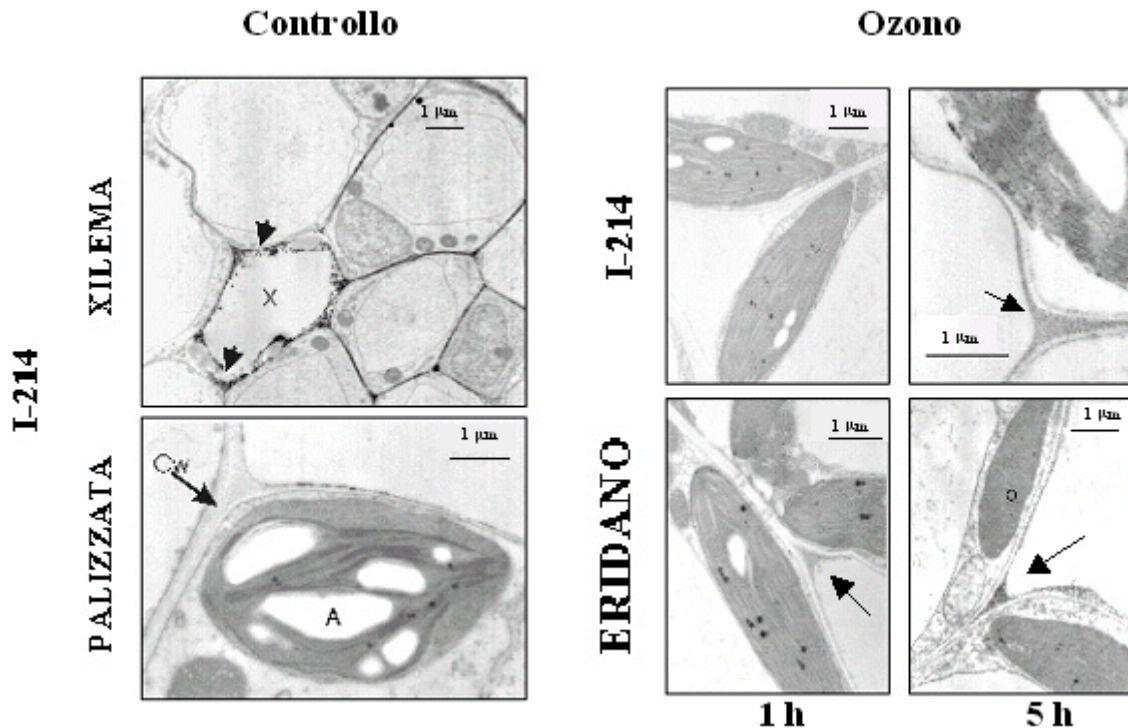 Controllo
Ozono
I-214
XILEMA
1 µm
X
PALIZZATA
1 µm
Cw
A
I-214
1 µm
1 µm
ERIDANO
1 µm
1 µm
o
1 h
5 h